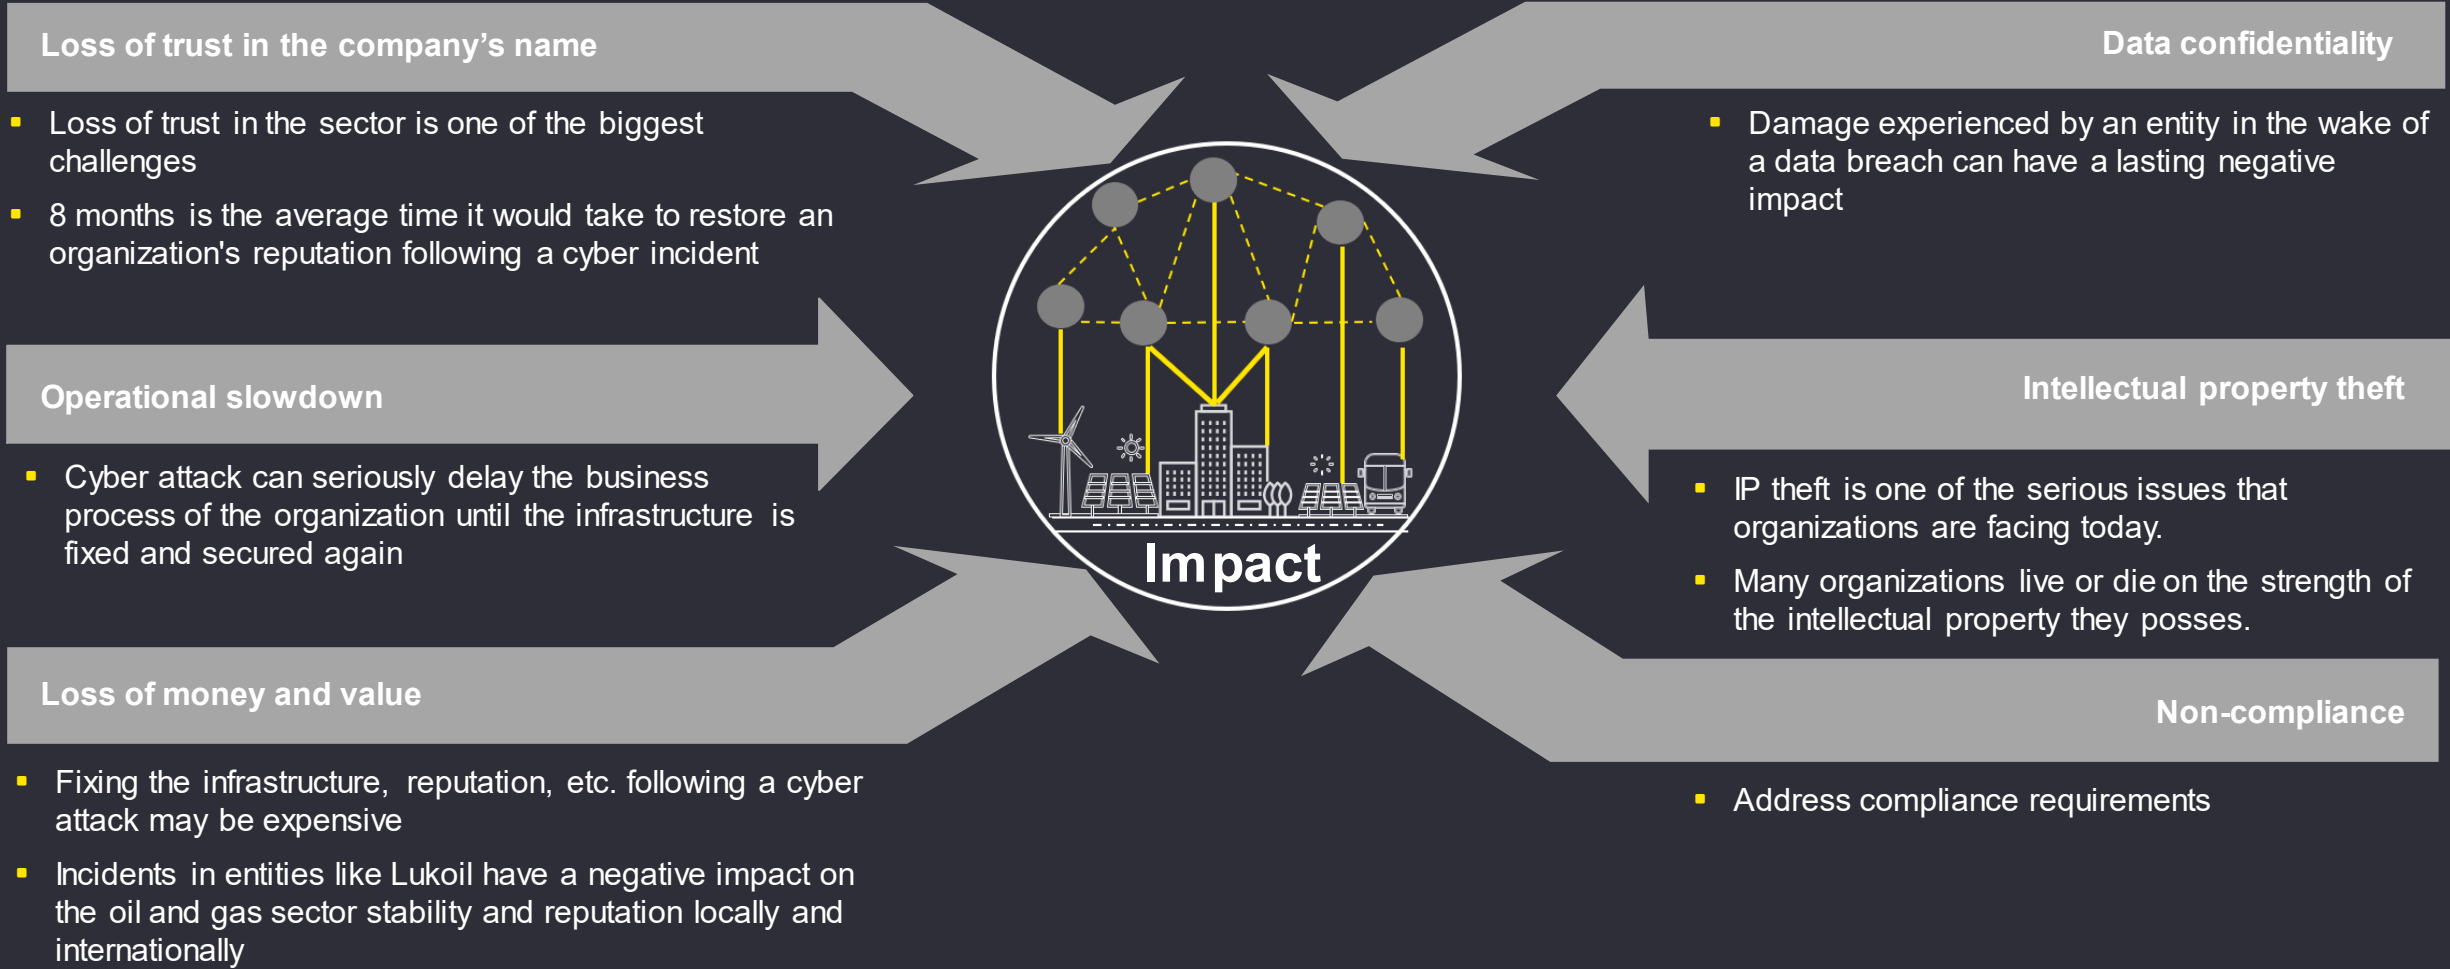 Loss of trust in the company’s name
Loss of trust in the sector is one of the biggest
challenges
8 months is the average time it would take to restore an
organization's reputation following a cyber incident
Operational slowdown
Cyber attack can seriously delay the business
process of the organization until the infrastructure is
fixed and secured again
Loss of money and value
Fixing the infrastructure, reputation, etc. following a cyber
attack may be expensive
Incidents in entities like Lukoil have a negative impact on
the oil and gas sector stability and reputation locally and
internationally
Impact
Data confidentiality
Damage experienced by an entity in the wake of
a data breach can have a lasting negative
impact
Intellectual property theft
IP theft is one of the serious issues that
organizations are facing today.
Many organizations live or die on the strength of
the intellectual property they posses.
Non-compliance
Address compliance requirements